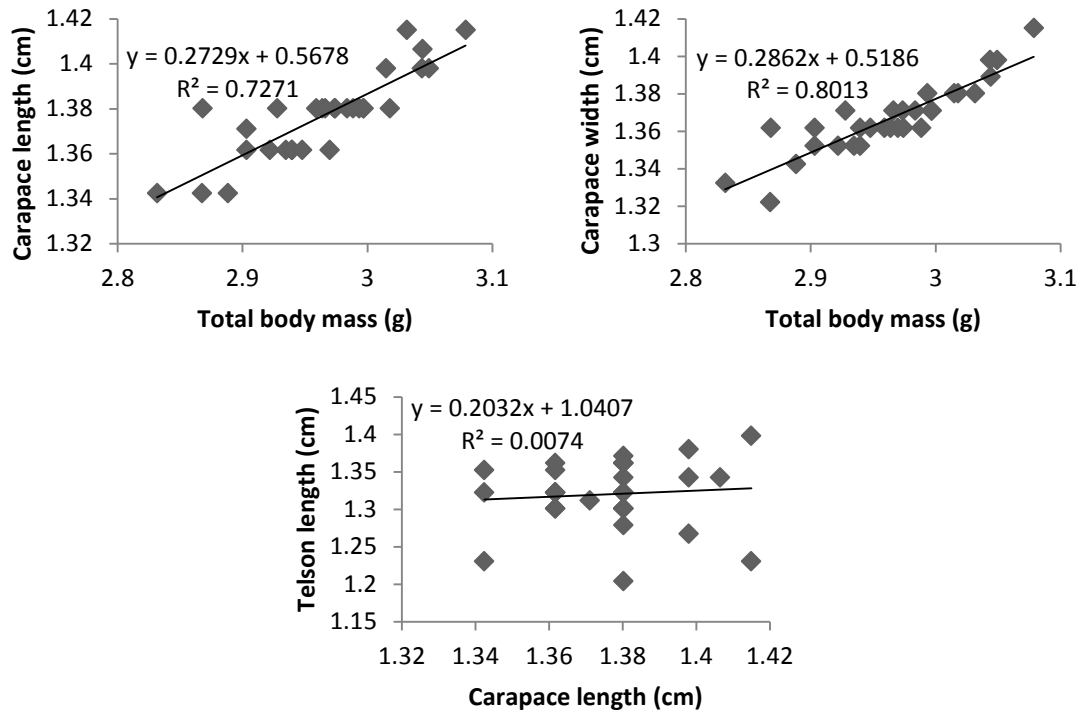 Carapace length (cm)
1.42
1.4
1.38
1.36
1.34
1.32
y = 0.2729x + 0.5678
R² = 0.7271
2.8 2.9 3 3.1
Total body mass (g)
Carapace width (cm)
1.42
1.4
1.38
1.36
1.34
1.32
1.3
y = 0.2862x + 0.5186
R² = 0.8013
2.8 2.9 3 3.1
Total body mass (g)
Telson length (cm)
1.45
1.4
1.35
1.3
1.25
1.2
1.15
y = 0.2032x + 1.0407
R² = 0.0074
1.32 1.34 1.36 1.38 1.4 1.42
Carapace length (cm)